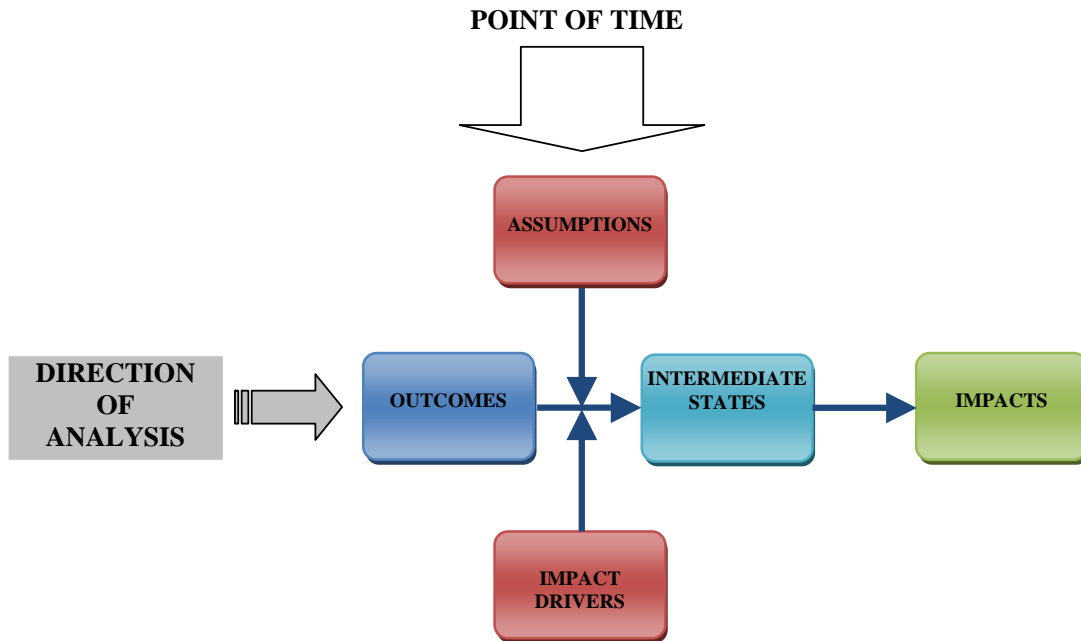 POINT OF TIME
ASSUMPTIONS
DIRECTION
OF
ANALYSIS
OUTCOMES
INTERMEDIATE
STATES
IMPACTS
IMPACT
DRIVERS